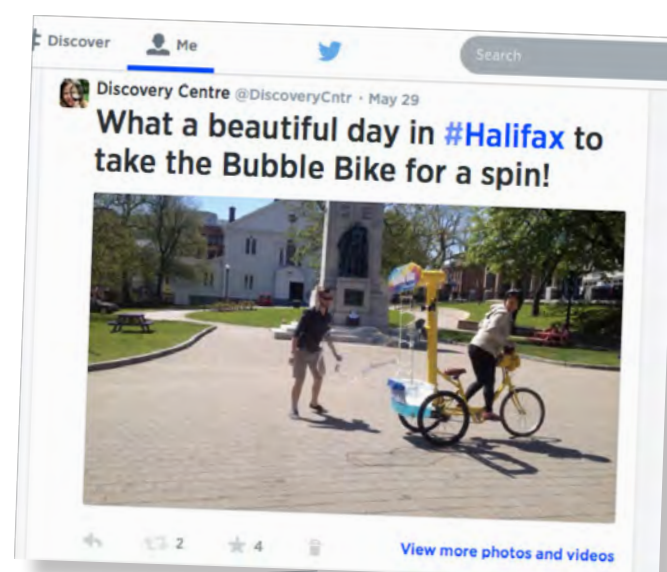 Discover Me Search
Discovery Centre @DiscoveryCntr · May 29
What a beautiful day in #Halifax to
take the Bubble Bike for a spin!
2 4 View more photos and videos